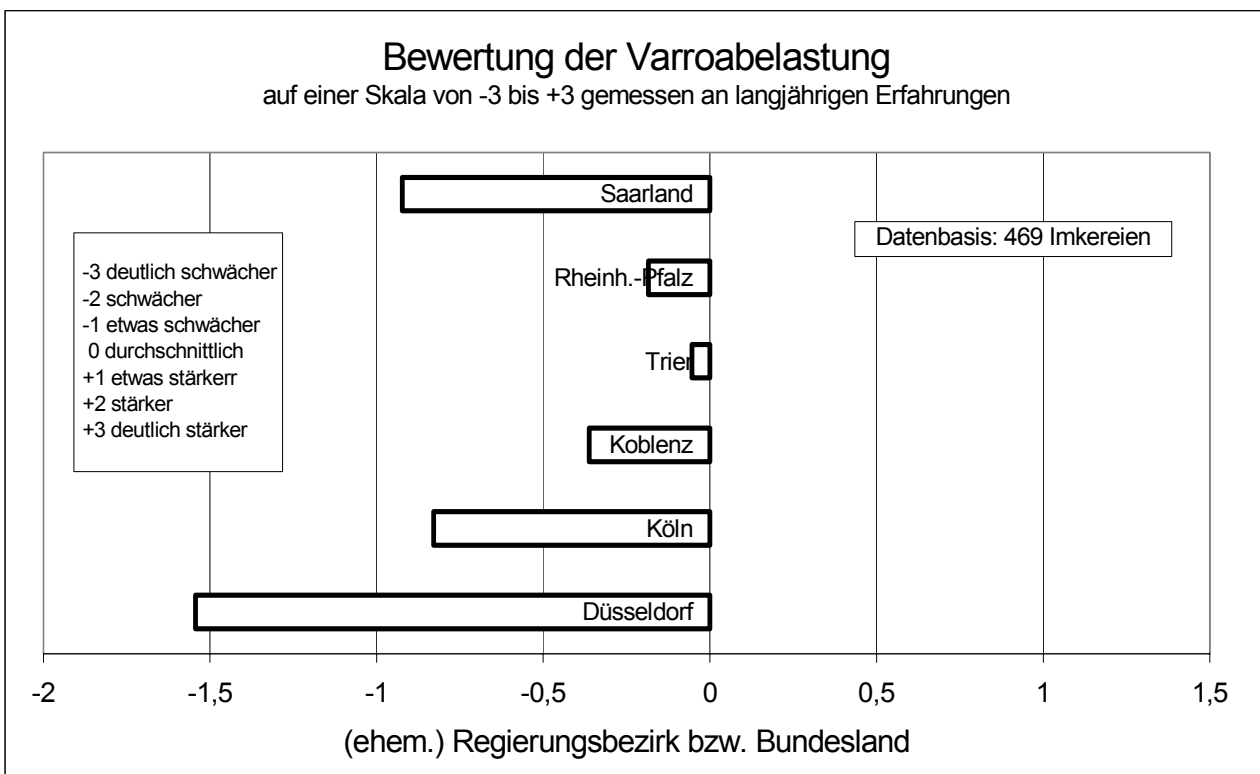 Bewertung der Varroabelastung
auf einer Skala von -3 bis +3 gemessen an langjährigen Erfahrungen
Saarland
Datenbasis: 469 Imkereien
-3 deutlich schwächer
-2 schwächer
-1 etwas schwächer
0 durchschnittlich
+1 etwas stärkerr
+2 stärker
+3 deutlich stärker
Rheinh.-Pfalz
Trier
Koblenz
Köln
Düsseldorf
-2 -1,5 -1 -0,5 0 0,5 1 1,5
(ehem.) Regierungsbezirk bzw. Bundesland